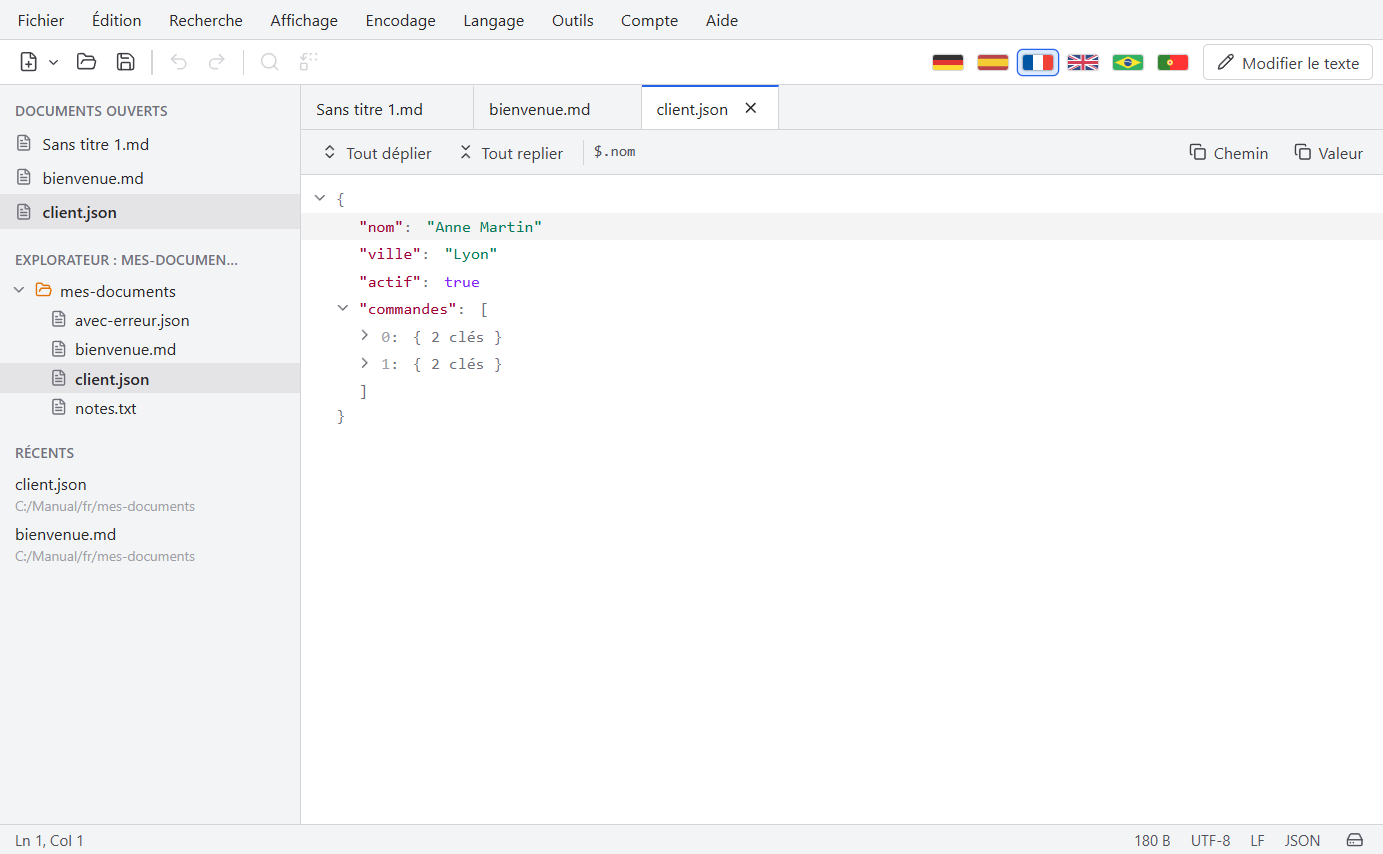 Fichier Édition Recherche Affichage Encodage Langage Outils Compte Aide
Modifier le texte
DOCUMENTS OUVERTS
Sans titre 1.md
bienvenue.md
client.json
EXPLORATEUR : MES-DOCUMEN...
mes-documents
avec-erreur.json
bienvenue.md
client.json
notes.txt
RÉCENTS
client.json
C:/Manual/fr/mes-documents
bienvenue.md
C:/Manual/fr/mes-documents
Sans titre 1.md bienvenue.md client.json
Tout déplier Tout replier $.nom Chemin Valeur
{
"nom": "Anne Martin"
"ville": "Lyon"
"actif": true
"commandes": [
0: { 2 clés }
1: { 2 clés }
]
}
Ln 1, Col 1 180 B UTF-8 LF JSON